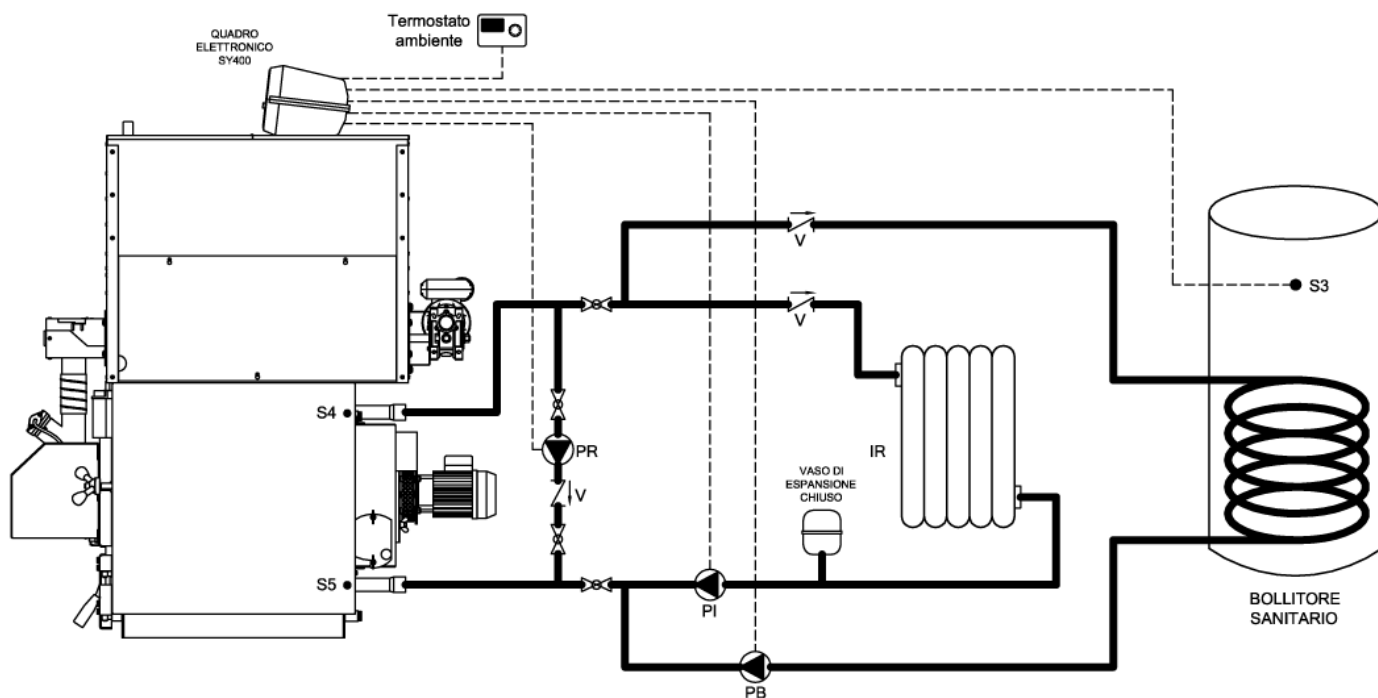 Termostato
ambiente
QUADRO
ELETTRONICO
SY400
V
S3
V
S4
PR
IR
V
VASO DI
ESPANSIONE
CHIUSO
S5
PI
BOLLITORE
SANITARIO
PB